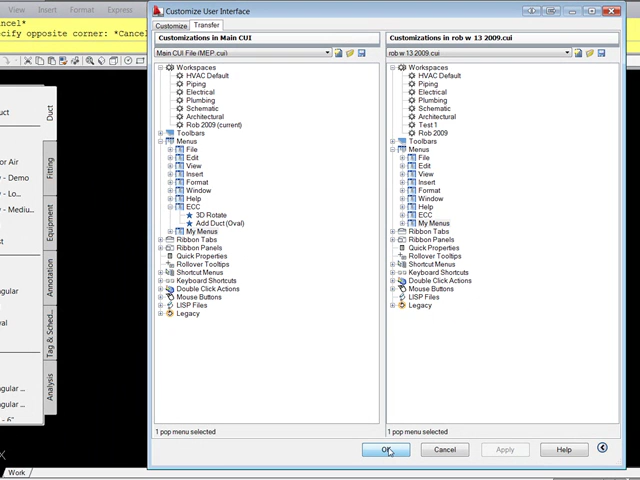 View Insert Format Express
Cancel*
ecify opposite corner: *Cancel
Customize User Interface
Customize Transfer
Customizations in Main CUI
Main CUI File (MEP.cui)
Workspaces
HVAC Default
Piping
Electrical
Plumbing
Schematic
Architectural
Rob 2009 (current)
Toolbars
Menus
File
Edit
View
Insert
Format
Window
Help
ECC
3D Rotate
Add Duct (Oval)
My Menus
Ribbon Tabs
Ribbon Panels
Quick Properties
Rollover Tooltips
Shortcut Menus
Keyboard Shortcuts
Double Click Actions
Mouse Buttons
LISP Files
Legacy
1 pop menu selected
Customizations in rob w 13 2009.cui
rob w 13 2009.cui
Workspaces
HVAC Default
Piping
Electrical
Plumbing
Schematic
Architectural
Test 1
Rob 2009
Toolbars
Menus
File
Edit
View
Insert
Format
Window
Help
ECC
My Menus
Ribbon Tabs
Ribbon Panels
Quick Properties
Rollover Tooltips
Shortcut Menus
Keyboard Shortcuts
Double Click Actions
Mouse Buttons
LISP Files
Legacy
1 pop menu selected
OK Cancel Apply Help
Duct
Fitting
Equipment
Annotation
Tag & Sched...
Analysis
uct
or Air
y - Demo
w - Lo...
w - Mediu...
st
ngular
val
ngular ...
ngular ...
- 6"
X
Work